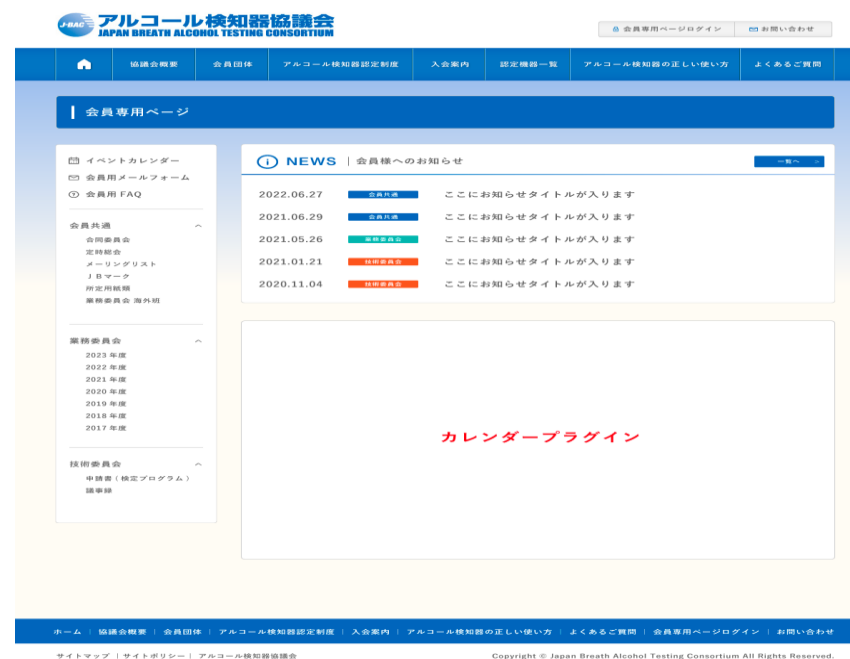 J-BAC アルコール検知器協議会
JAPAN BREATH ALCOHOL TESTING CONSORTIUM
会員専用ページログイン
お問い合わせ
協議会概要
会員団体
アルコール検知器認定制度
入会案内
認定機器一覧
アルコール検知器の正しい使い方
よくあるご質問
会員専用ページ
イベントカレンダー
会員用メールフォーム
会員用 FAQ
会員共通
合同委員会
定時総会
メーリングリスト
J B マーク
所定用紙類
業務委員会 海外班
業務委員会
2023 年度
2022 年度
2021 年度
2020 年度
2019 年度
2018 年度
2017 年度
技術委員会
申請書（検定プログラム）
議事録
NEWS | 会員様へのお知らせ
一覧へ >
2022.06.27 会員共通 ここにお知らせタイトルが入ります
2021.06.29 会員共通 ここにお知らせタイトルが入ります
2021.05.26 業務委員会 ここにお知らせタイトルが入ります
2021.01.21 技術委員会 ここにお知らせタイトルが入ります
2020.11.04 技術委員会 ここにお知らせタイトルが入ります
カレンダープラグイン
ホーム | 協議会概要 | 会員団体 | アルコール検知器認定制度 | 入会案内 | アルコール検知器の正しい使い方 | よくあるご質問 | 会員専用ページログイン | お問い合わせ
サイトマップ | サイトポリシー | アルコール検知器協議会
Copyright © Japan Breath Alcohol Testing Consortium All Rights Reserved.